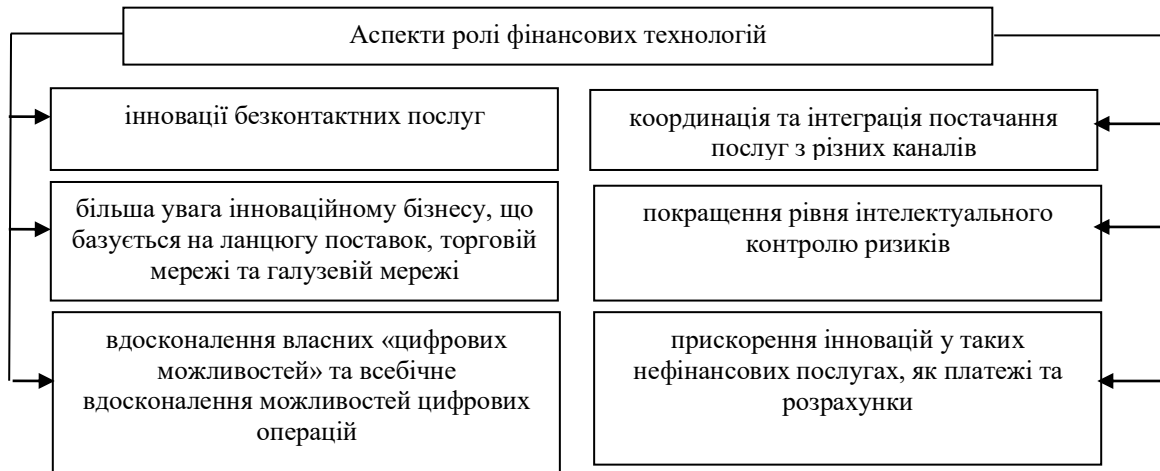 Аспекти ролі фінансових технологій
інновації безконтактних послуг
координація та інтеграція постачання
послуг з різних каналів
більша увага інноваційному бізнесу, що
базується на ланцюгу поставок, торговій
мережі та галузевій мережі
покращення рівня інтелектуального
контролю ризиків
вдосконалення власних «цифрових
можливостей» та всебічне
вдосконалення можливостей цифрових
операцій
прискорення інновацій у таких
нефінансових послугах, як платежі та
розрахунки